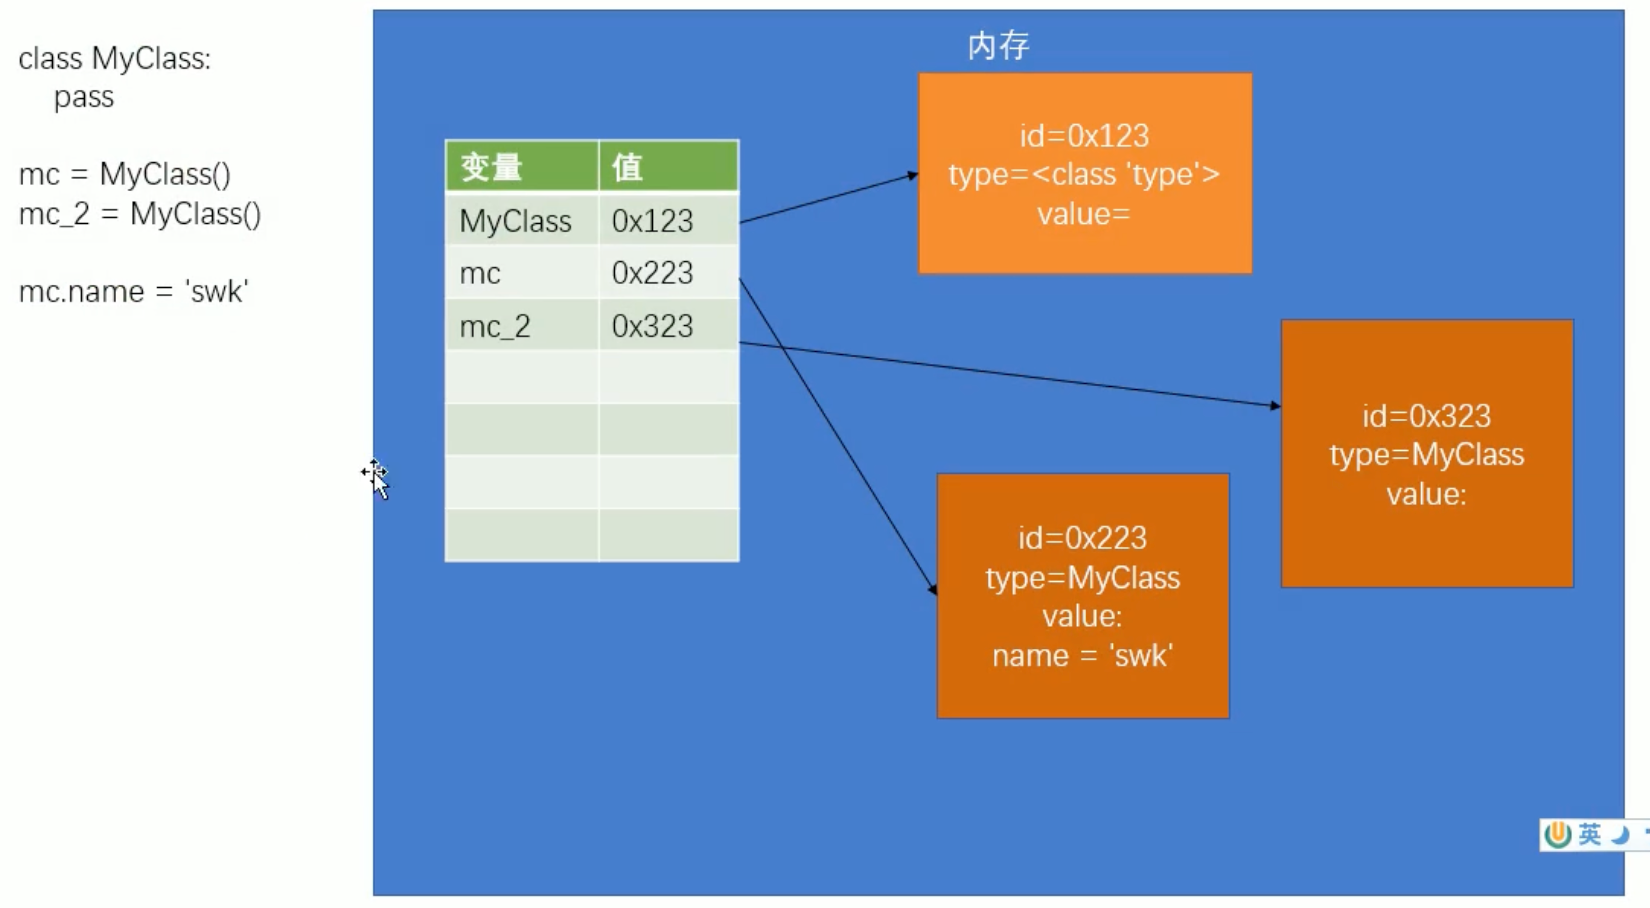 class MyClass:
    pass
mc = MyClass()
mc_2 = MyClass()
mc.name = 'swk'
内存
变量 值
MyClass 0x123
mc 0x223
mc_2 0x323
id=0x123
type=<class 'type'>
value=
id=0x323
type=MyClass
value:
id=0x223
type=MyClass
value:
name = 'swk'
英